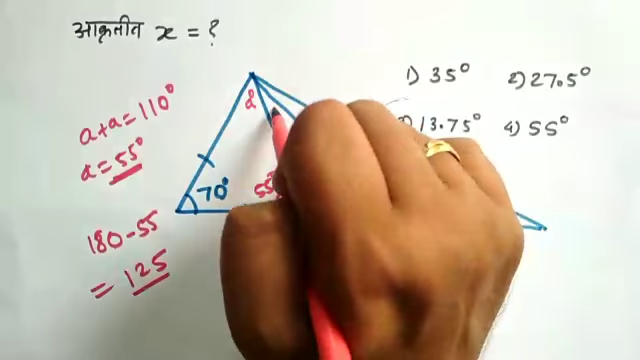 आकृतीत x = ?
1) 35° 2) 27.5°
13.75° 4) 55°
a+a=110°
a=55°
180-55
= 125
a
70°
55°